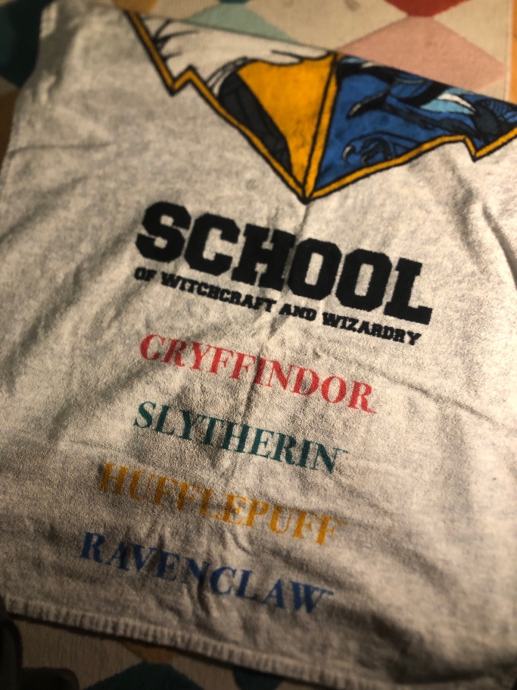 SCHOOL
OF WITCHCRAFT AND WIZARDRY
GRYFFINDOR
SLYTHERIN
HUFFLEPUFF
RAVENCLAW